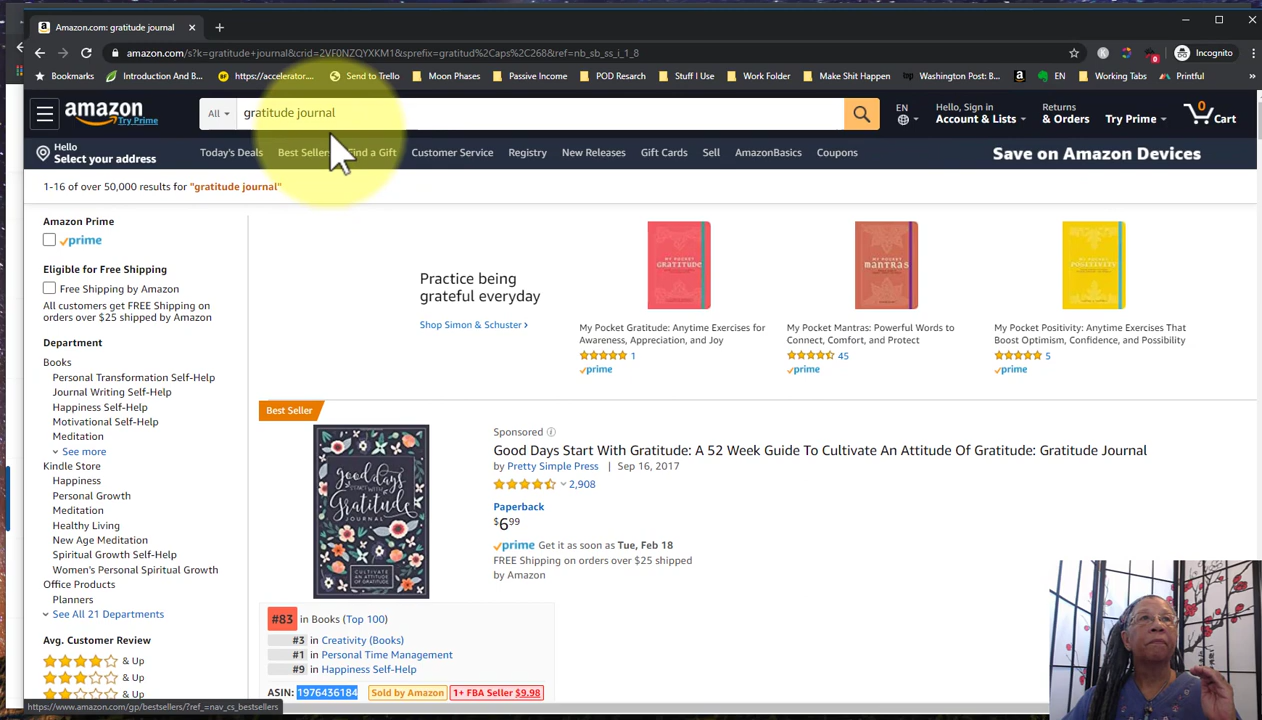 Amazon.com: gratitude journal
amazon.com/s?k=gratitude+journal&crid=2VF0NZQYXKM1&sprefix=gratitud%2Caps%2C268&ref=nb_sb_ss_i_1_8
Incognito
Bookmarks
Introduction And B...
https://accelerator....
Send to Trello
Moon Phases
Passive Income
POD Resarch
Stuff I Use
Work Folder
Make Shit Happen
Washington Post: B...
EN
Working Tabs
Printful
amazon
Try Prime
All
gratitude journal
EN
Hello, Sign in
Account & Lists
Returns
& Orders
Try Prime
0
Cart
Hello
Select your address
Today's Deals
Best Sellers
Find a Gift
Customer Service
Registry
New Releases
Gift Cards
Sell
AmazonBasics
Coupons
Save on Amazon Devices
1-16 of over 50,000 results for "gratitude journal"
Amazon Prime
prime
Eligible for Free Shipping
Free Shipping by Amazon
All customers get FREE Shipping on
orders over $25 shipped by Amazon
Department
Books
Personal Transformation Self-Help
Journal Writing Self-Help
Happiness Self-Help
Motivational Self-Help
Meditation
See more
Kindle Store
Happiness
Personal Growth
Meditation
Healthy Living
New Age Meditation
Spiritual Growth Self-Help
Women's Personal Spiritual Growth
Office Products
Planners
See All 21 Departments
Avg. Customer Review
& Up
& Up
& Up
Practice being
grateful everyday
Shop Simon & Schuster ›
MY POCKET
GRATITUDE
My Pocket Gratitude: Anytime Exercises for
Awareness, Appreciation, and Joy
1
prime
MY POCKET
MANTRAS
My Pocket Mantras: Powerful Words to
Connect, Comfort, and Protect
45
prime
MY POCKET
POSITIVITY
My Pocket Positivity: Anytime Exercises That
Boost Optimism, Confidence, and Possibility
5
prime
Best Seller
good days
START WITH
Gratitude
JOURNAL
CULTIVATE
AN ATTITUDE
OF GRATITUDE
Sponsored
Good Days Start With Gratitude: A 52 Week Guide To Cultivate An Attitude Of Gratitude: Gratitude Journal
by Pretty Simple Press | Sep 16, 2017
2,908
Paperback
$6.99
prime Get it as soon as Tue, Feb 18
FREE Shipping on orders over $25 shipped
by Amazon
#83 in Books (Top 100)
#3 in Creativity (Books)
#1 in Personal Time Management
#9 in Happiness Self-Help
ASIN: 1976436184
Sold by Amazon
1+ FBA Seller $9.98
https://www.amazon.com/gp/bestsellers/?ref_=nav_cs_bestsellers